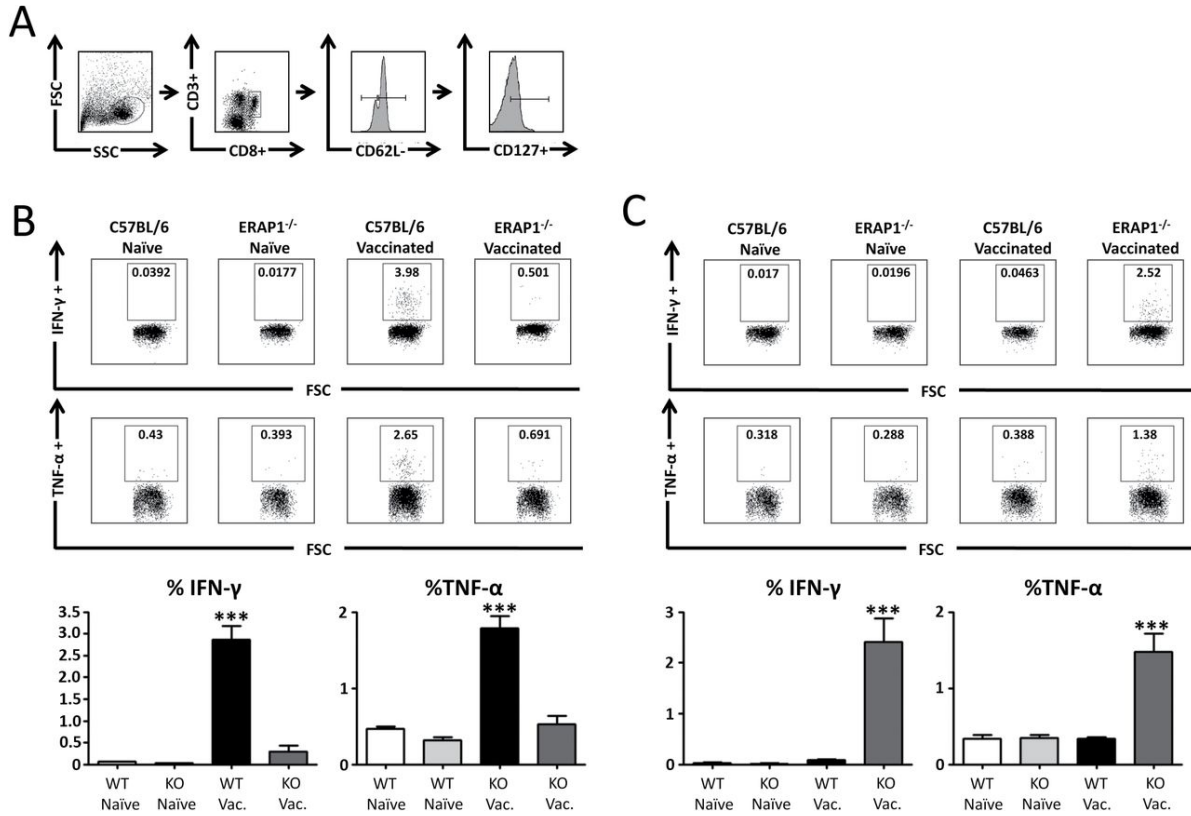 A
FSC
SSC
CD3+
CD8+
CD62L-
CD127+
B
C57BL/6 Naïve
ERAP1-/- Naïve
C57BL/6 Vaccinated
ERAP1-/- Vaccinated
IFN-γ +
0.0392
0.0177
3.98
0.501
FSC
TNF-α +
0.43
0.393
2.65
0.691
FSC
% IFN-γ
3.5
3.0
2.5
2.0
1.5
1.0
0.5
0
***
WT Naïve
KO Naïve
WT Vac.
KO Vac.
%TNF-α
2
1
0
***
WT Naïve
WT Naïve
KO Vac.
KO Vac.
C
C57BL/6 Naïve
ERAP1-/- Naïve
C57BL/6 Vaccinated
ERAP1-/- Vaccinated
IFN-γ +
0.017
0.0196
0.0463
2.52
FSC
TNF-α +
0.318
0.288
0.388
1.38
FSC
% IFN-γ
3
2
1
0
***
WT Naïve
KO Naïve
WT Vac.
KO Vac.
%TNF-α
2
1
0
***
WT Naïve
KO Naïve
WT Vac.
KO Vac.